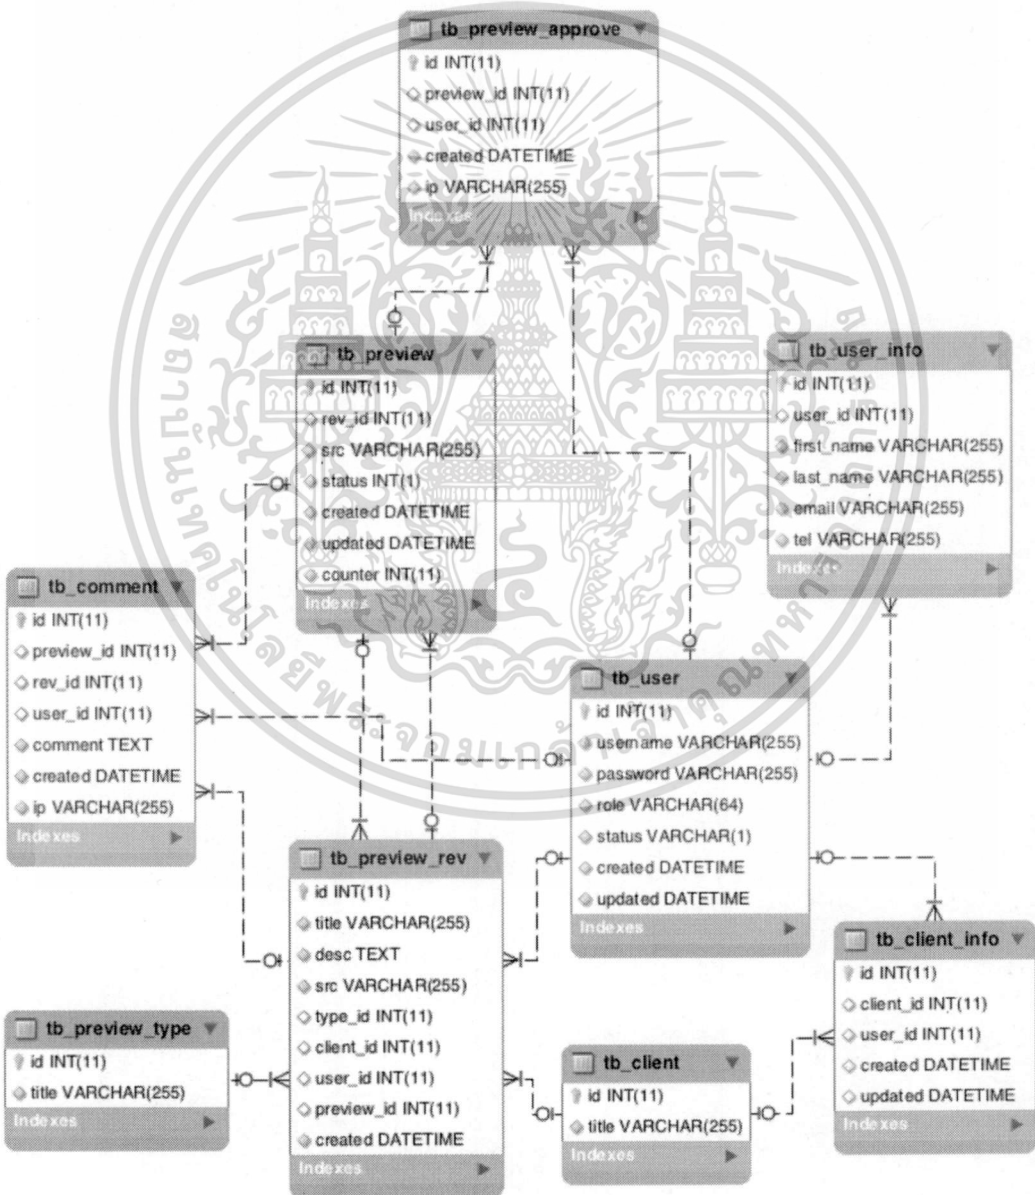 tb_preview_approve
id INT(11)
preview_id INT(11)
user_id INT(11)
created DATETIME
ip VARCHAR(255)
Indexes
tb_preview
id INT(11)
rev_id INT(11)
src VARCHAR(255)
status INT(1)
created DATETIME
updated DATETIME
counter INT(11)
Indexes
tb_user_info
id INT(11)
user_id INT(11)
first_name VARCHAR(255)
last_name VARCHAR(255)
email VARCHAR(255)
tel VARCHAR(255)
Indexes
tb_comment
id INT(11)
preview_id INT(11)
rev_id INT(11)
user_id INT(11)
comment TEXT
created DATETIME
ip VARCHAR(255)
Indexes
tb_user
id INT(11)
username VARCHAR(255)
password VARCHAR(255)
role VARCHAR(64)
status VARCHAR(1)
created DATETIME
updated DATETIME
Indexes
tb_preview_rev
id INT(11)
title VARCHAR(255)
desc TEXT
src VARCHAR(255)
type_id INT(11)
client_id INT(11)
user_id INT(11)
preview_id INT(11)
created DATETIME
Indexes
tb_client_info
id INT(11)
client_id INT(11)
user_id INT(11)
created DATETIME
updated DATETIME
Indexes
tb_preview_type
id INT(11)
title VARCHAR(255)
Indexes
tb_client
id INT(11)
title VARCHAR(255)
Indexes